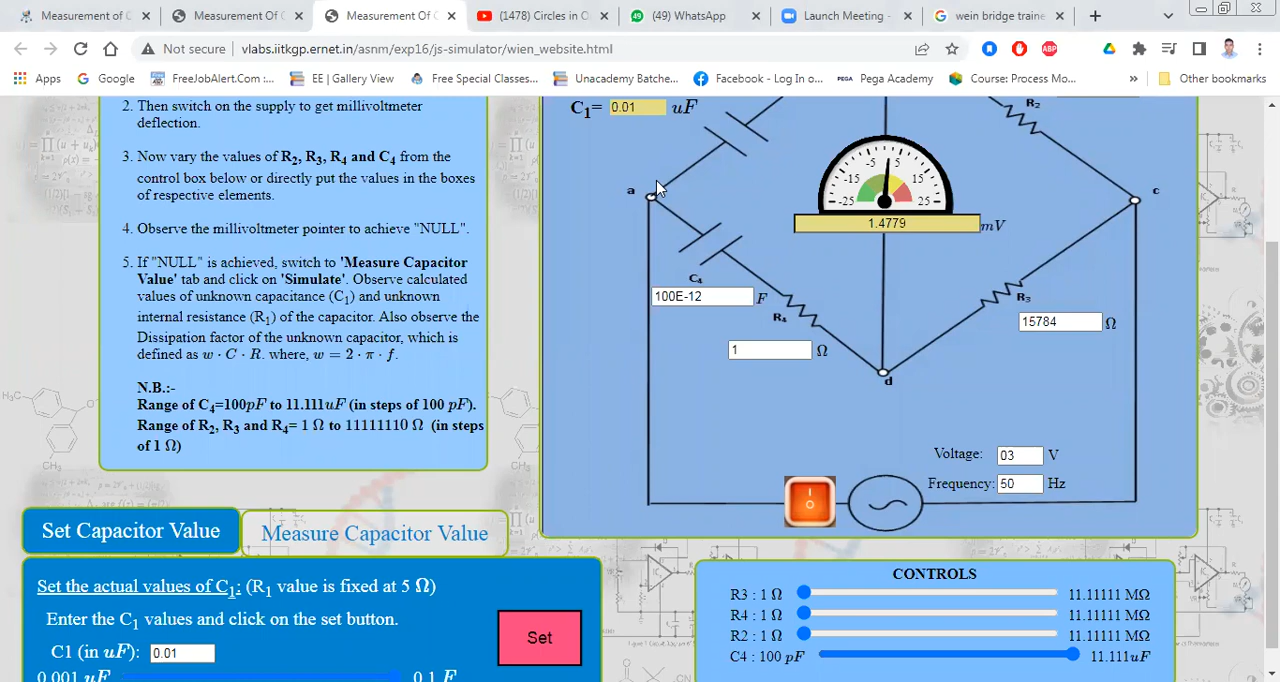 Measurement of C
Measurement Of C
Measurement Of C
(1478) Circles in O
(49) WhatsApp
Launch Meeting -
wein bridge traine
Not secure
vlabs.iitkgp.ernet.in/asnm/exp16/js-simulator/wien_website.html
Apps
Google
FreeJobAlert.Com :...
EE | Gallery View
Free Special Classes...
Unacademy Batche...
Facebook - Log In o...
PEGA Pega Academy
Course: Process Mo...
»
Other bookmarks
2. Then switch on the supply to get millivoltmeter
deflection.
3. Now vary the values of R2, R3, R4 and C4 from the
control box below or directly put the values in the boxes
of respective elements.
4. Observe the millivoltmeter pointer to achieve "NULL".
5. If "NULL" is achieved, switch to 'Measure Capacitor
Value' tab and click on 'Simulate'. Observe calculated
values of unknown capacitance (C1) and unknown
internal resistance (R1) of the capacitor. Also observe the
Dissipation factor of the unknown capacitor, which is
defined as w · C · R. where, w = 2 · π · f.
N.B.:-
Range of C4=100pF to 11.111uF (in steps of 100 pF).
Range of R2, R3 and R4= 1 Ω to 11111110 Ω (in steps
of 1 Ω)
C1= 0.01 uF
R2
a
c
-25 -15 -5 5 15 25
1.4779 mV
C4
100E-12 F
R4
1 Ω
R3
15784 Ω
d
Voltage: 03 V
Frequency: 50 Hz
I
O
Set Capacitor Value
Measure Capacitor Value
Set the actual values of C1: (R1 value is fixed at 5 Ω)
Enter the C1 values and click on the set button.
C1 (in uF): 0.01
Set
0.001 uF 0.1 F
CONTROLS
R3 : 1 Ω 11.11111 MΩ
R4 : 1 Ω 11.11111 MΩ
R2 : 1 Ω 11.11111 MΩ
C4 : 100 pF 11.111uF